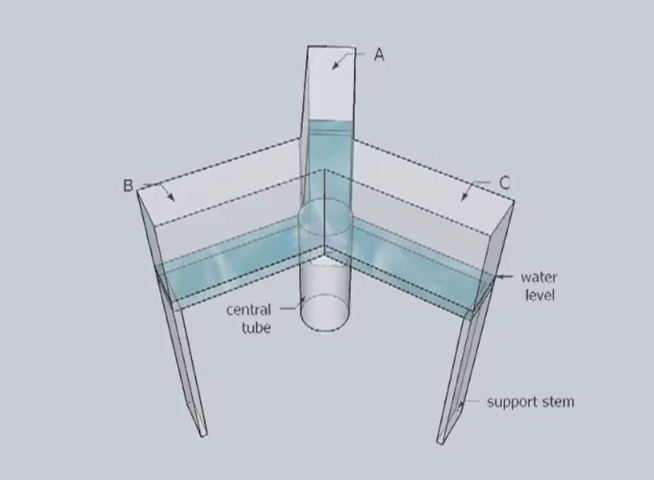 A
B
C
water
level
central
tube
support stem